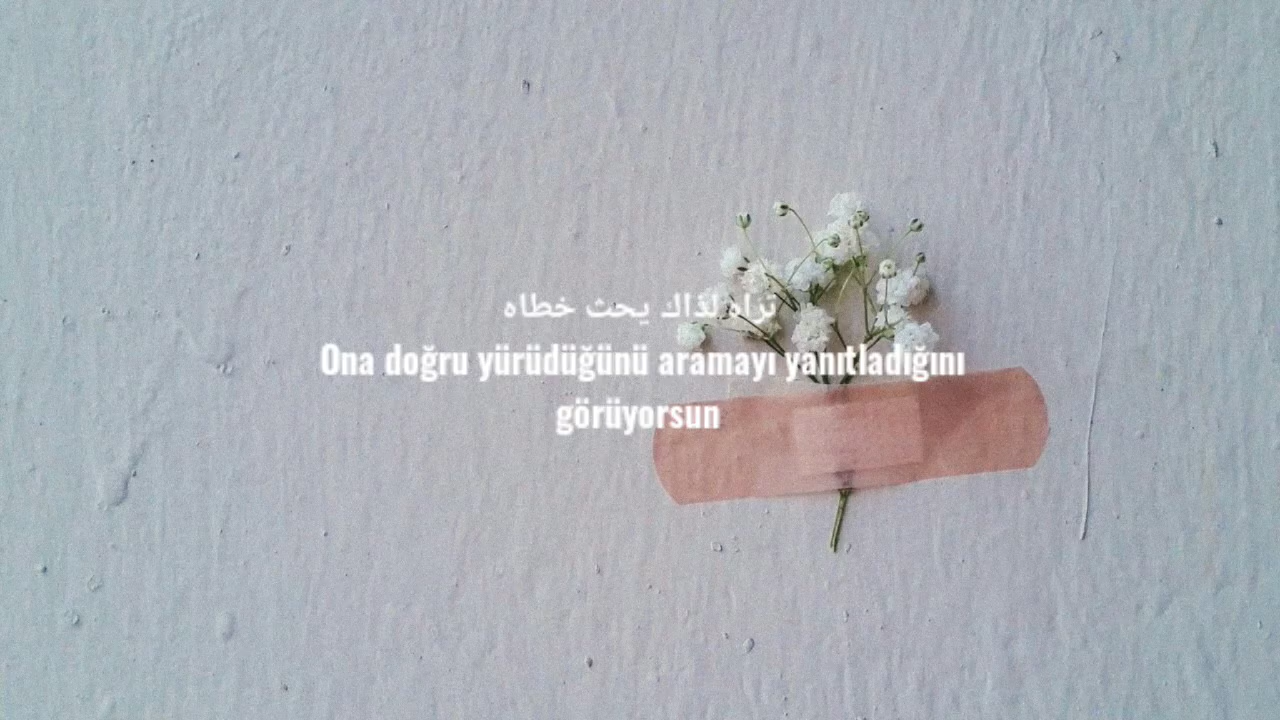 تراه لذاك يحث خطاه
Ona doğru yürüdüğünü aramayı yanıtladığını
görüyorsun